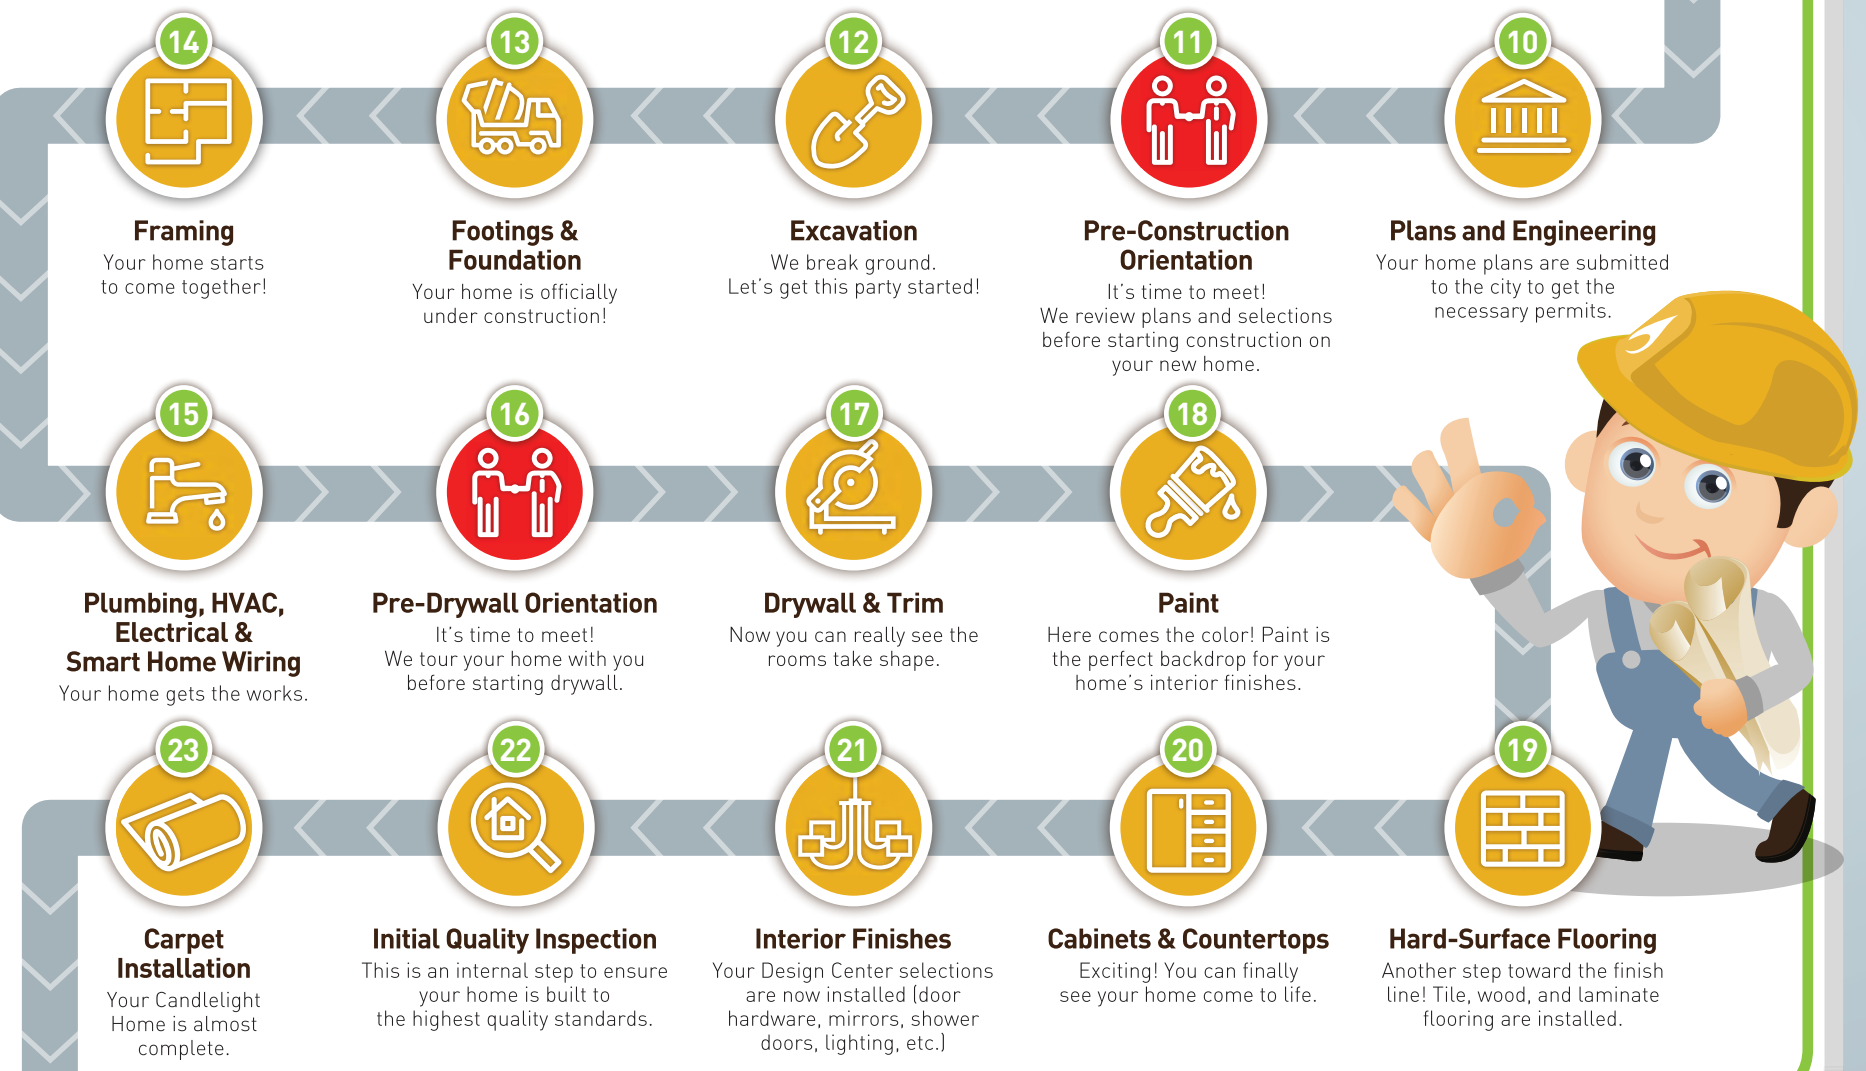 14
Framing
Your home starts
to come together!
13
Footings &
Foundation
Your home is officially
under construction!
12
Excavation
We break ground.
Let's get this party started!
11
Pre-Construction
Orientation
It's time to meet!
We review plans and selections
before starting construction on
your new home.
10
Plans and Engineering
Your home plans are submitted
to the city to get the
necessary permits.
15
Plumbing, HVAC,
Electrical &
Smart Home Wiring
Your home gets the works.
16
Pre-Drywall Orientation
It's time to meet!
We tour your home with you
before starting drywall.
17
Drywall & Trim
Now you can really see the
rooms take shape.
18
Paint
Here comes the color! Paint is
the perfect backdrop for your
home's interior finishes.
23
Carpet
Installation
Your Candlelight
Home is almost
complete.
22
Initial Quality Inspection
This is an internal step to ensure
your home is built to
the highest quality standards.
21
Interior Finishes
Your Design Center selections
are now installed (door
hardware, mirrors, shower
doors, lighting, etc.)
20
Cabinets & Countertops
Exciting! You can finally
see your home come to life.
19
Hard-Surface Flooring
Another step toward the finish
line! Tile, wood, and laminate
flooring are installed.